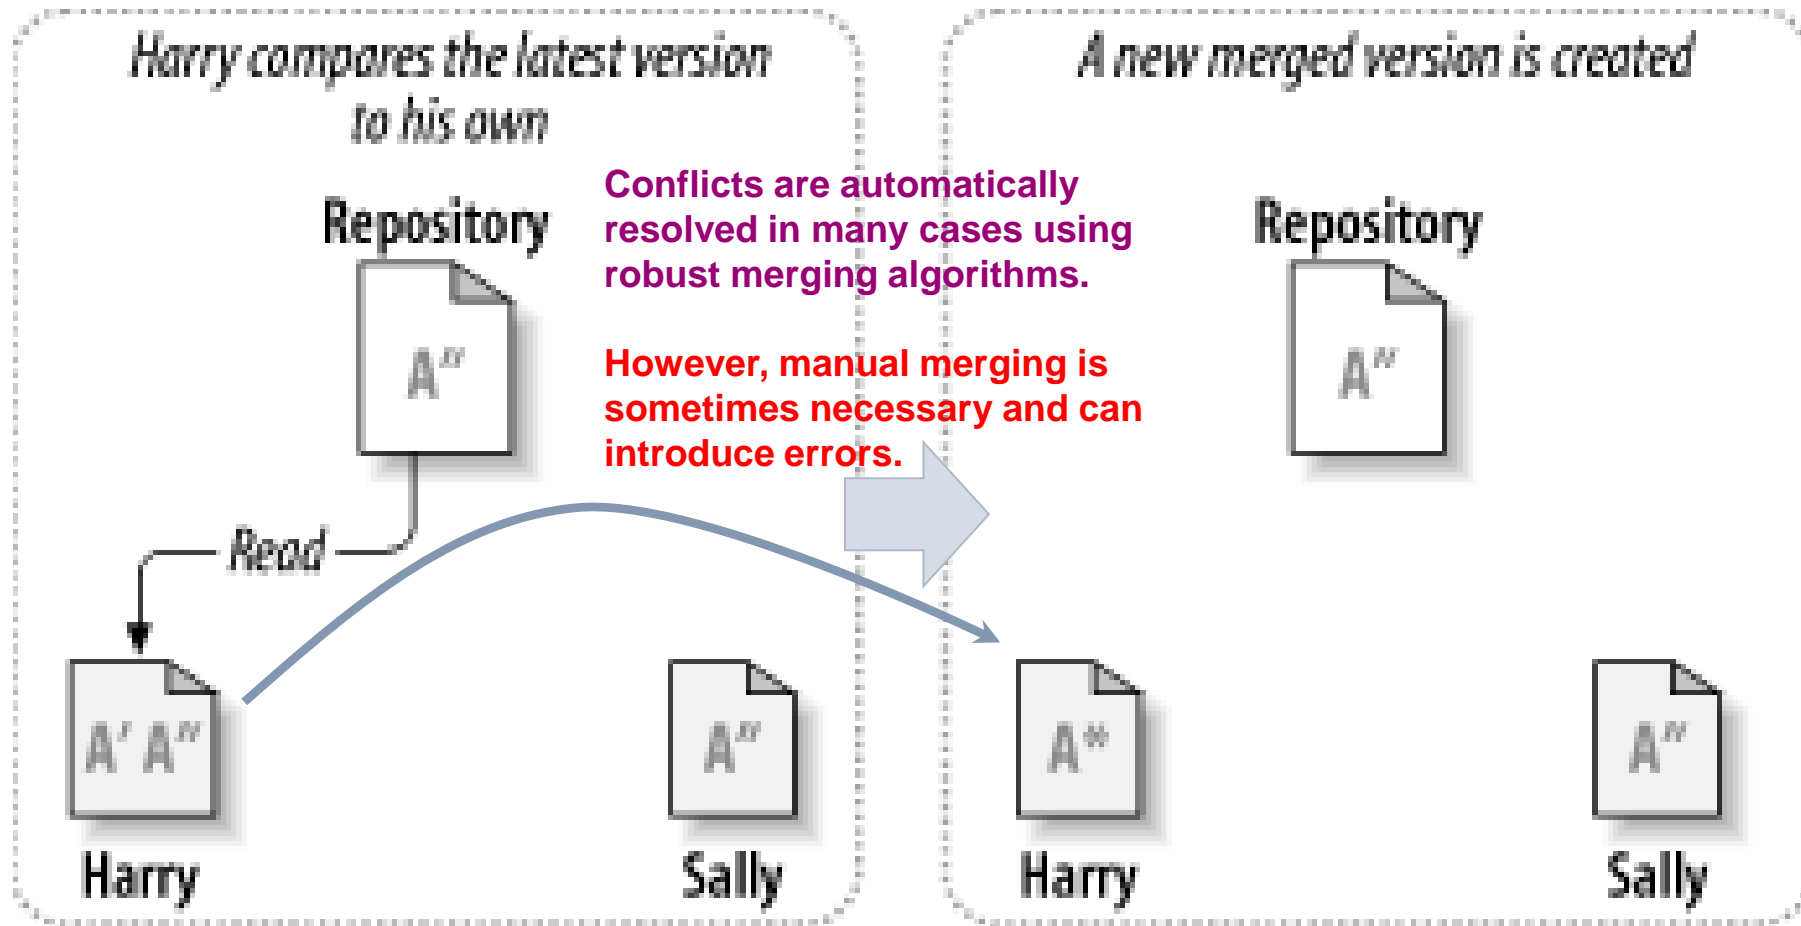 Harry compares the latest version
to his own
Repository
A″
Read
A′ A″
Harry
A″
Sally
Conflicts are automatically
resolved in many cases using
robust merging algorithms.
However, manual merging is
sometimes necessary and can
introduce errors.
A new merged version is created
Repository
A″
A*
Harry
A″
Sally